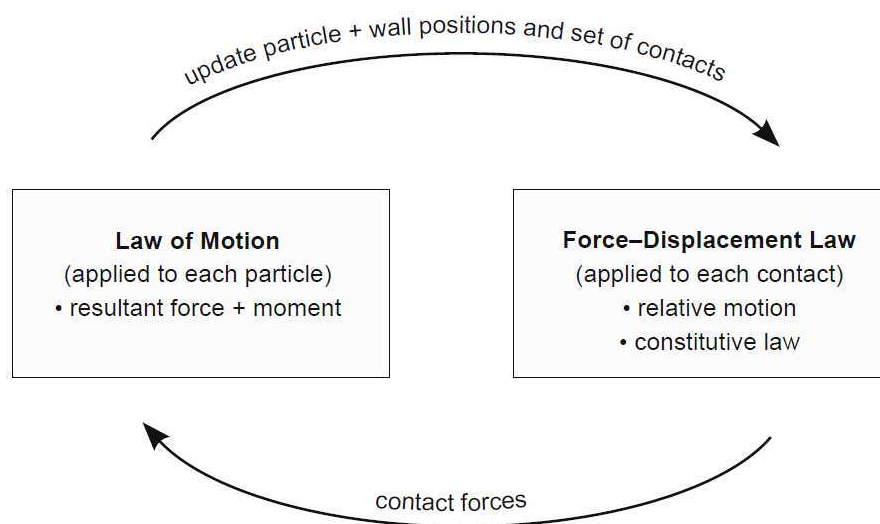 update particle + wall positions and set of contacts
Law of Motion
(applied to each particle)
• resultant force + moment
Force–Displacement Law
(applied to each contact)
• relative motion
• constitutive law
contact forces